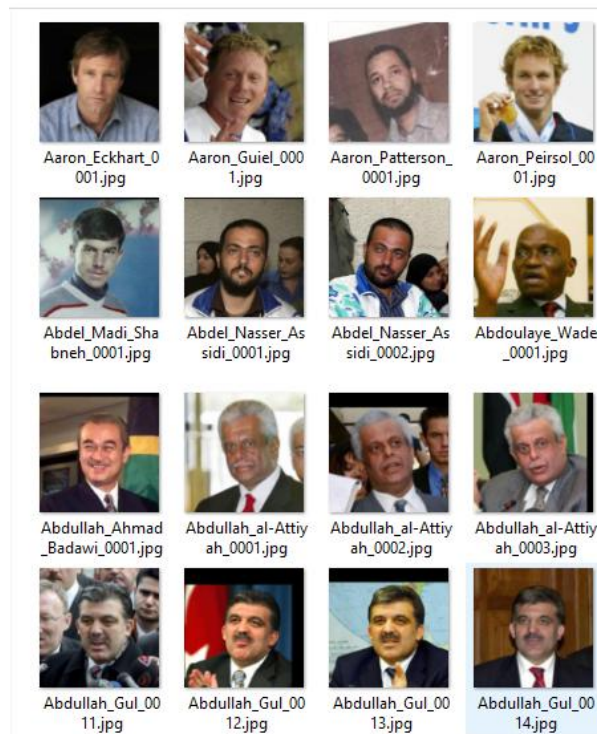 Aaron_Eckhart_0
001.jpg
Aaron_Guiel_000
1.jpg
Aaron_Patterson_
0001.jpg
Aaron_Peirsol_00
01.jpg
Abdel_Madi_Sha
bneh_0001.jpg
Abdel_Nasser_As
sidi_0001.jpg
Abdel_Nasser_As
sidi_0002.jpg
Abdoulaye_Wade
_0001.jpg
Abdullah_Ahmad
_Badawi_0001.jpg
Abdullah_al-Attiy
ah_0001.jpg
Abdullah_al-Attiy
ah_0002.jpg
Abdullah_al-Attiy
ah_0003.jpg
Abdullah_Gul_00
11.jpg
Abdullah_Gul_00
12.jpg
Abdullah_Gul_00
13.jpg
Abdullah_Gul_00
14.jpg